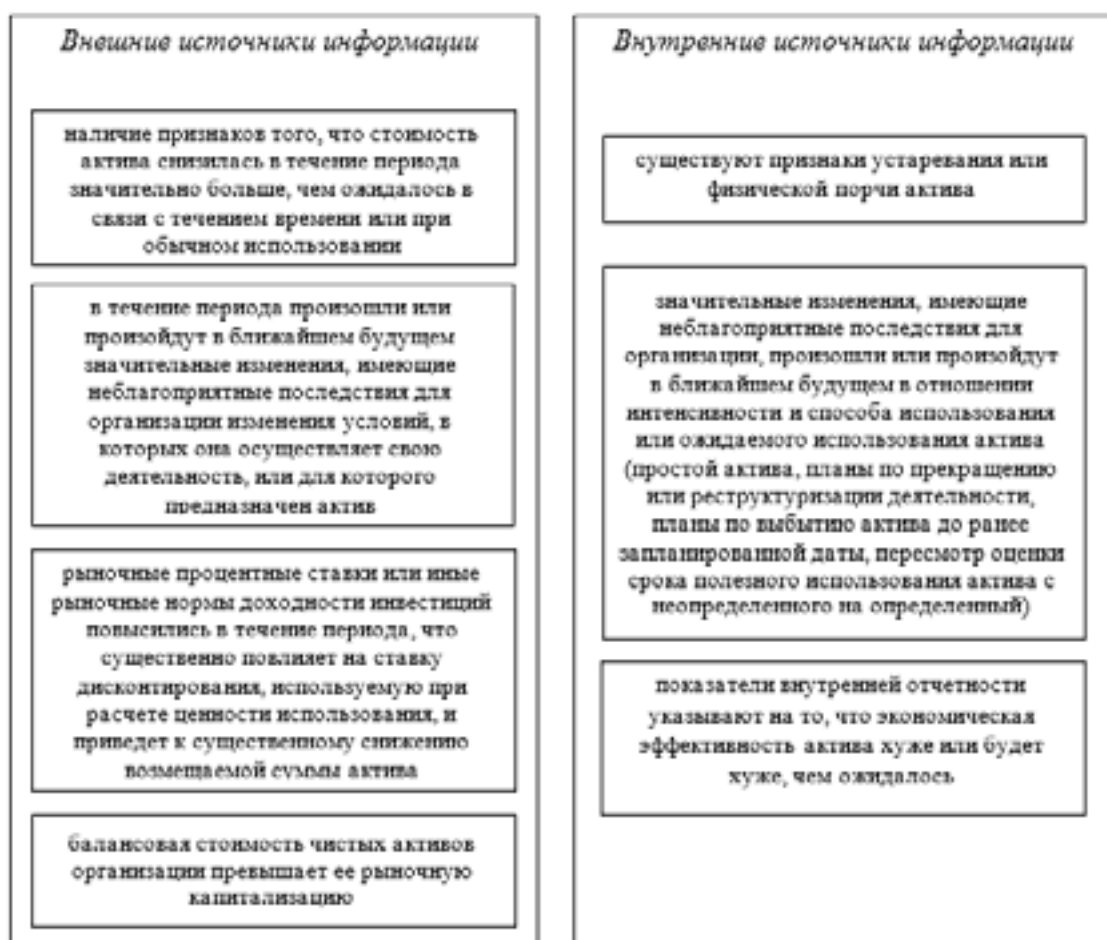 Внешние источники информации
наличие признаков того, что стоимость
актива снизилась в течение периода
значительно больше, чем ожидалось в
связи с течением времени или при
обычном использовании
в течение периода произошли или
произойдут в ближайшем будущем
значительные изменения, имеющие
неблагоприятные последствия для
организации изменения условий, в
которых она осуществляет свою
деятельность, или для которого
предназначен актив
рыночные процентные ставки или иные
рыночные нормы доходности инвестиций
повысились в течение периода, что
существенно повлияет на ставку
дисконтирования, используемую при
расчете ценности использования, и
приведет к существенному снижению
возмещаемой суммы актива
балансовая стоимость чистых активов
организации превышает ее рыночную
капитализацию
Внутренние источники информации
существуют признаки устаревания или
физической порчи актива
значительные изменения, имеющие
неблагоприятные последствия для
организации, произошли или произойдут
в ближайшем будущем в отношении
интенсивности и способа использования
или ожидаемого использования актива
(простой актива, планы по прекращению
или реструктуризации деятельности,
планы по выбытию актива до ранее
запланированной даты, пересмотр оценки
срока полезного использования актива с
неопределенного на определенный)
показатели внутренней отчетности
указывают на то, что экономическая
эффективность актива хуже или будет
хуже, чем ожидалось